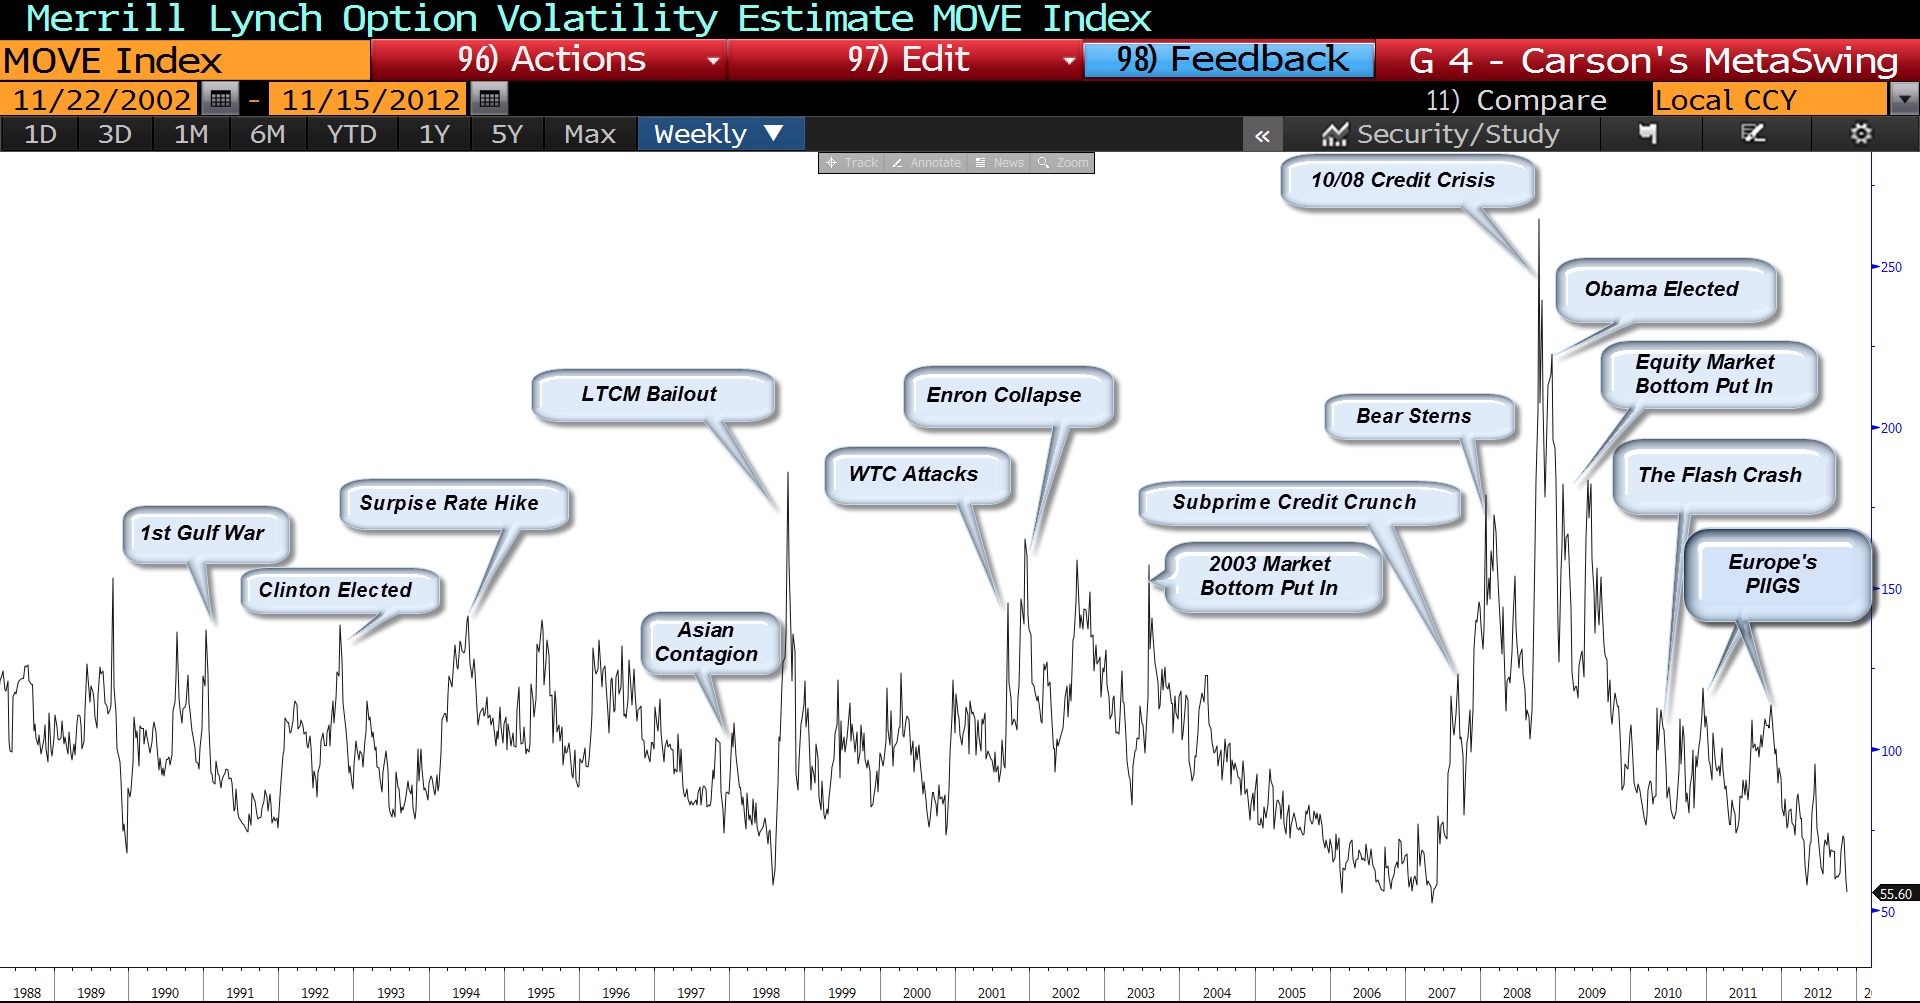 Merrill Lynch Option Volatility Estimate MOVE Index
MOVE Index 96) Actions 97) Edit 98) Feedback G 4 - Carson's MetaSwing
11/22/2002 - 11/15/2012 11) Compare Local CCY
1D 3D 1M 6M YTD 1Y 5Y Max Weekly ▼ « Security/Study
Track Annotate News Zoom
10/08 Credit Crisis
250
Obama Elected
Equity Market
Bottom Put In
LTCM Bailout
Enron Collapse
Bear Sterns
200
WTC Attacks
The Flash Crash
Surpise Rate Hike
Subprime Credit Crunch
1st Gulf War
2003 Market
Bottom Put In
Europe's
PIIGS
Clinton Elected
150
Asian
Contagion
100
55.60
50
1988 1989 1990 1991 1992 1993 1994 1995 1996 1997 1998 1999 2000 2001 2002 2003 2004 2005 2006 2007 2008 2009 2010 2011 2012